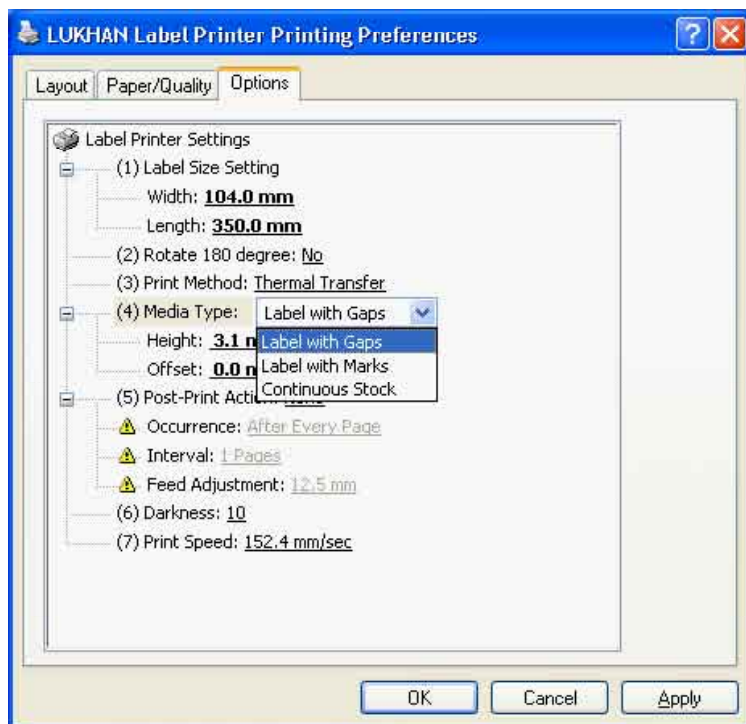 LUKHAN Label Printer Printing Preferences
Layout Paper/Quality Options
Label Printer Settings
(1) Label Size Setting
Width: 104.0 mm
Length: 350.0 mm
(2) Rotate 180 degree: No
(3) Print Method: Thermal Transfer
(4) Media Type: Label with Gaps
Height: 3.1 Label with Gaps
Offset: 0.0 Label with Marks
Continuous Stock
(5) Post-Print
Occurrence: After Every Page
Interval: 1 Pages
Feed Adjustment: 12.5 mm
(6) Darkness: 10
(7) Print Speed: 152.4 mm/sec
OK Cancel Apply